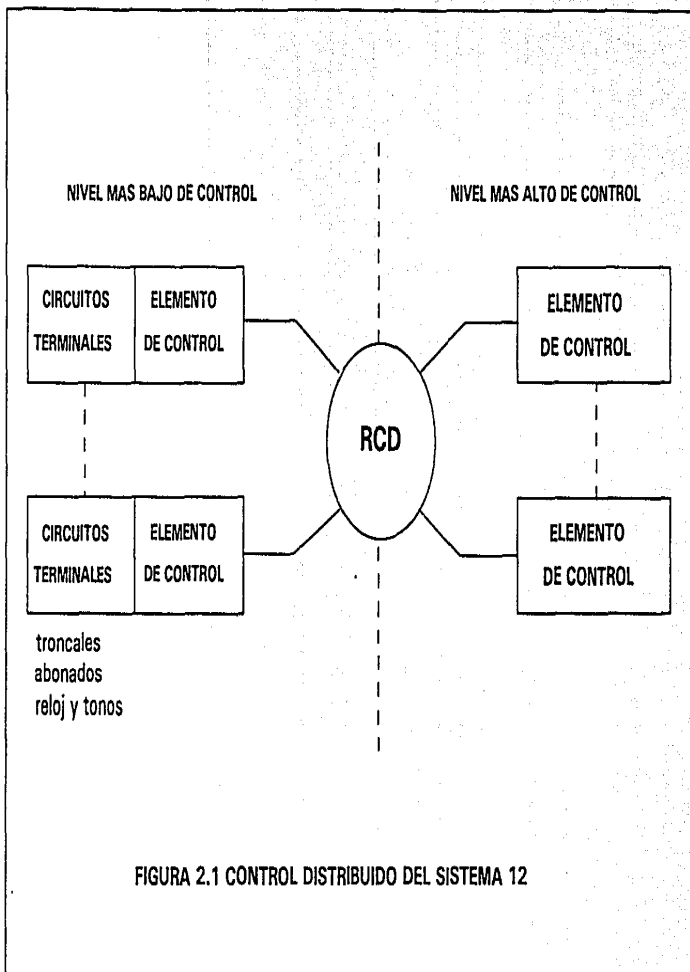 NIVEL MAS BAJO DE CONTROL
NIVEL MAS ALTO DE CONTROL
CIRCUITOS
TERMINALES
ELEMENTO
DE CONTROL
ELEMENTO
DE CONTROL
RCD
CIRCUITOS
TERMINALES
ELEMENTO
DE CONTROL
ELEMENTO
DE CONTROL
troncales
abonados
reloj y tonos
FIGURA 2.1 CONTROL DISTRIBUIDO DEL SISTEMA 12